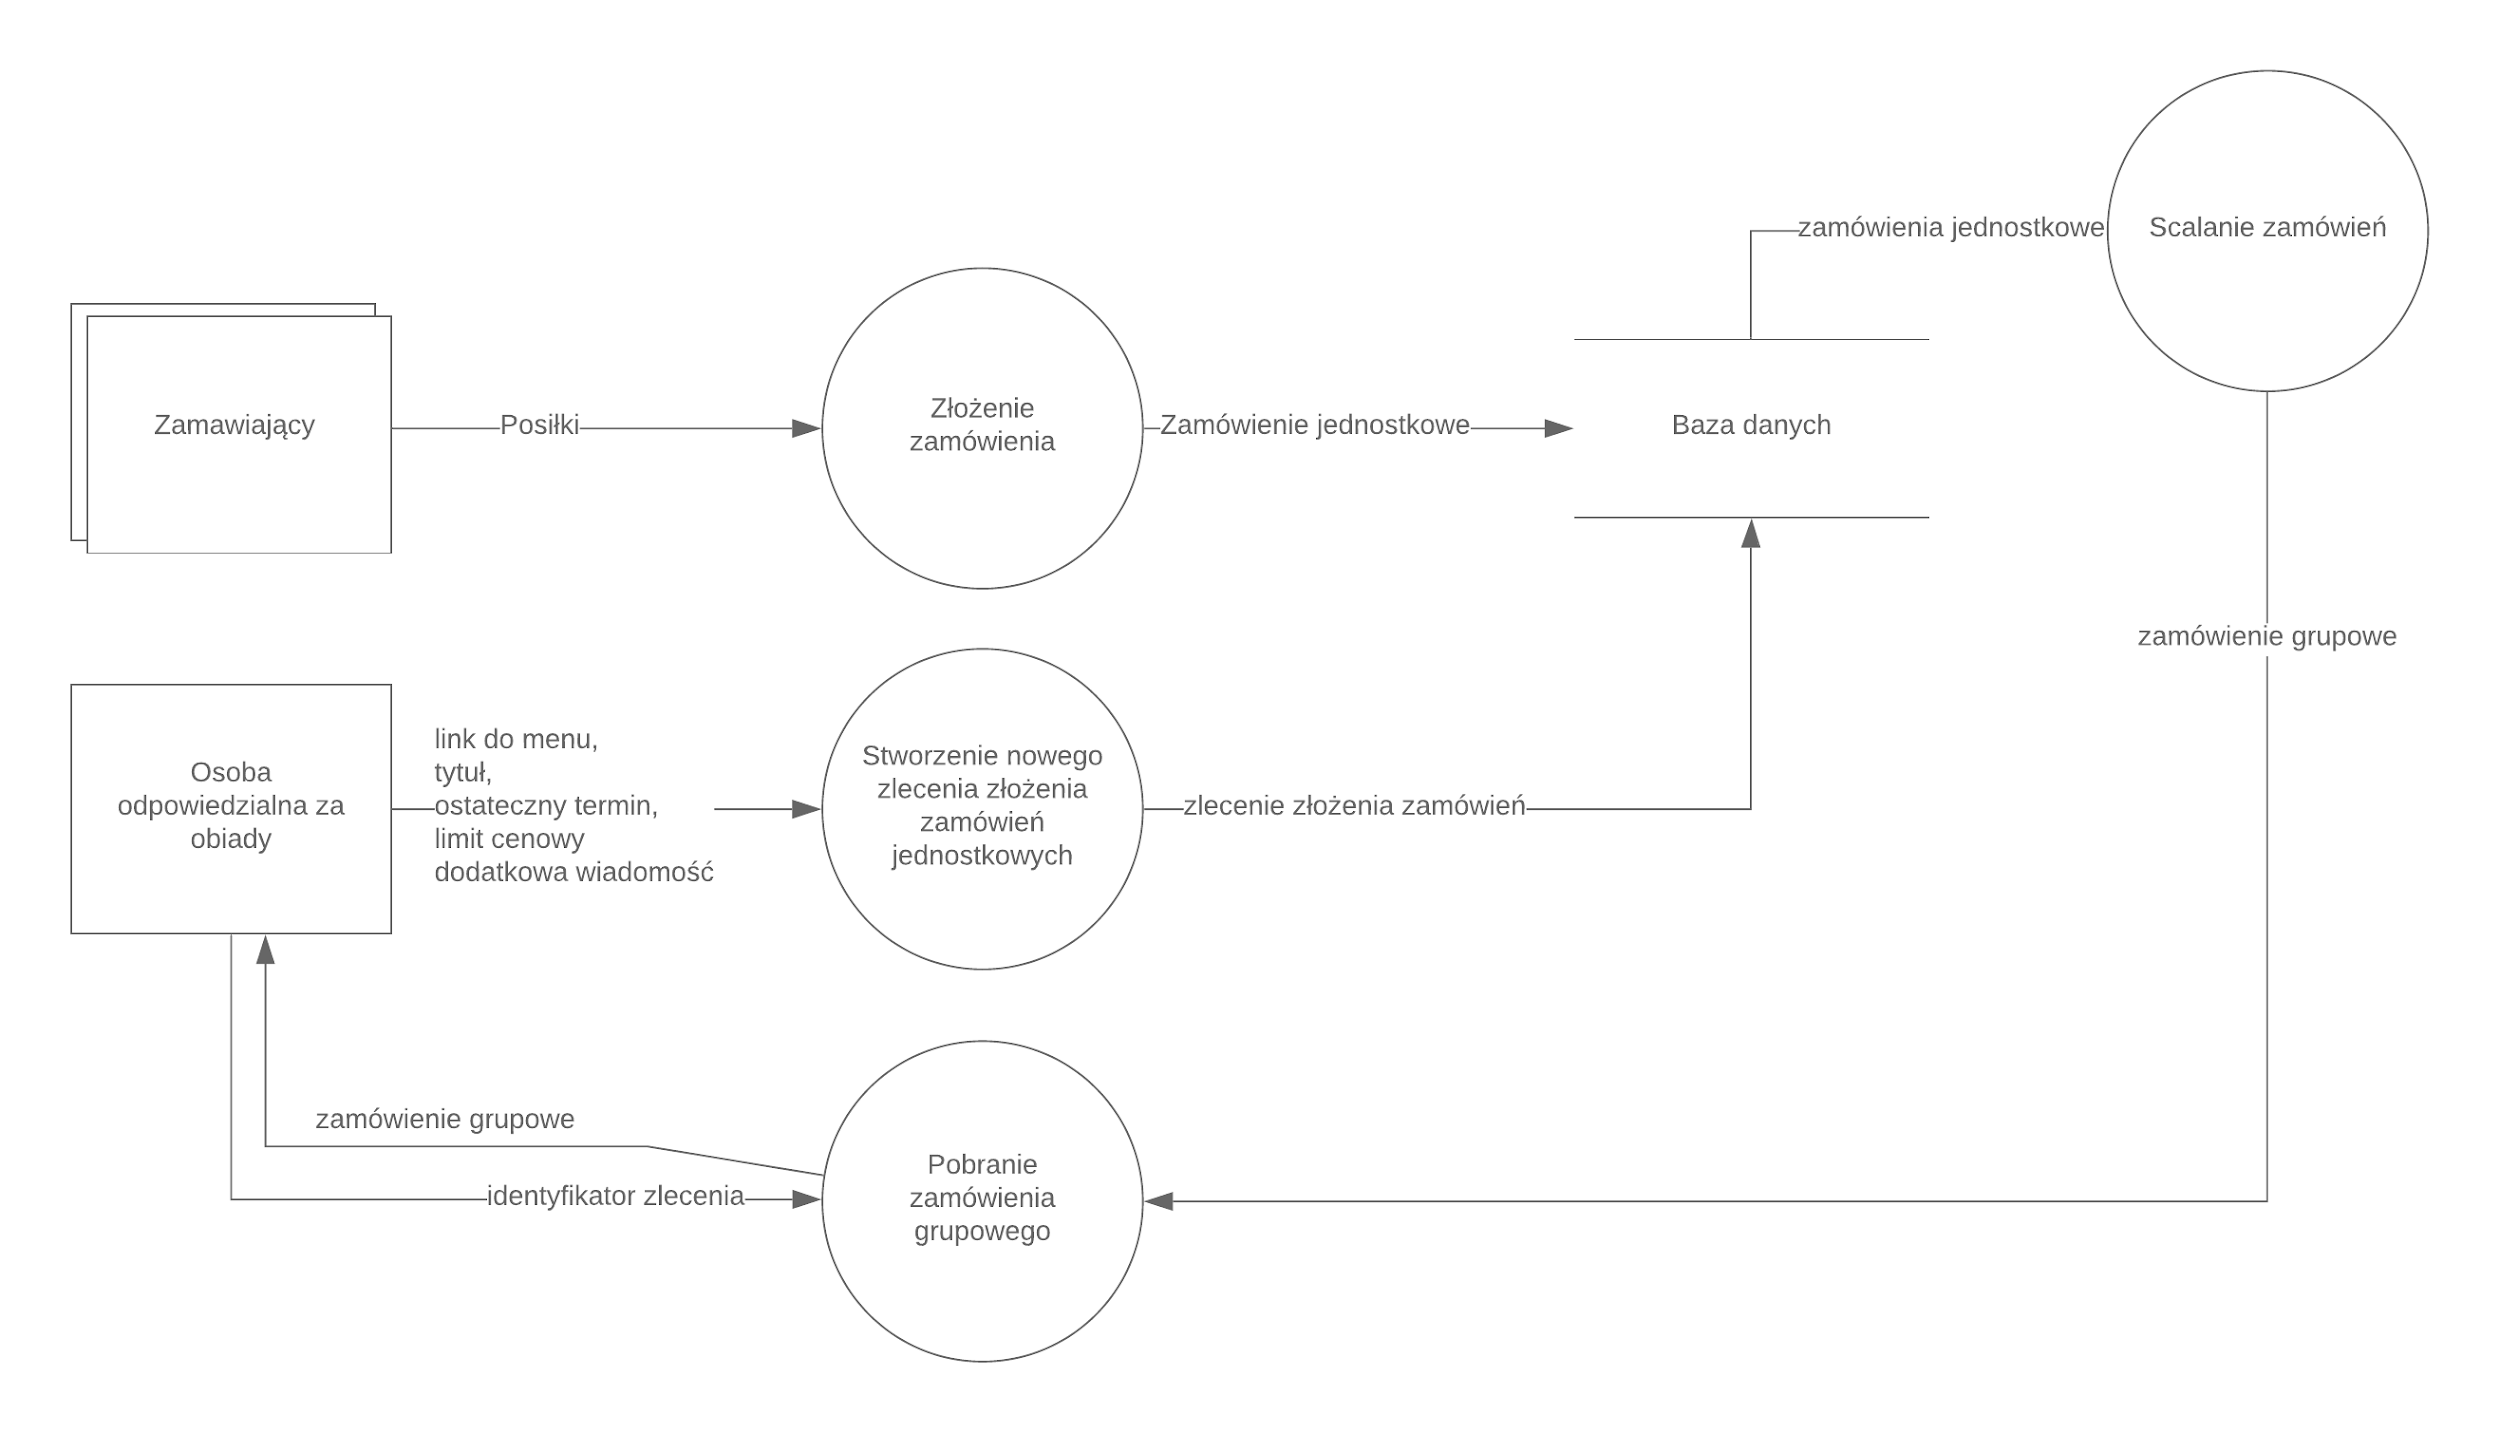 zamówienia jednostkowe
Scalanie zamówień
Zamawiający
Posiłki
Złożenie
zamówienia
Zamówienie jednostkowe
Baza danych
zamówienie grupowe
Osoba
odpowiedzialna za
obiady
link do menu,
tytuł,
ostateczny termin,
limit cenowy
dodatkowa wiadomość
Stworzenie nowego
zlecenia złożenia
zamówień
jednostkowych
zlecenie złożenia zamówień
zamówienie grupowe
identyfikator zlecenia
Pobranie
zamówienia
grupowego